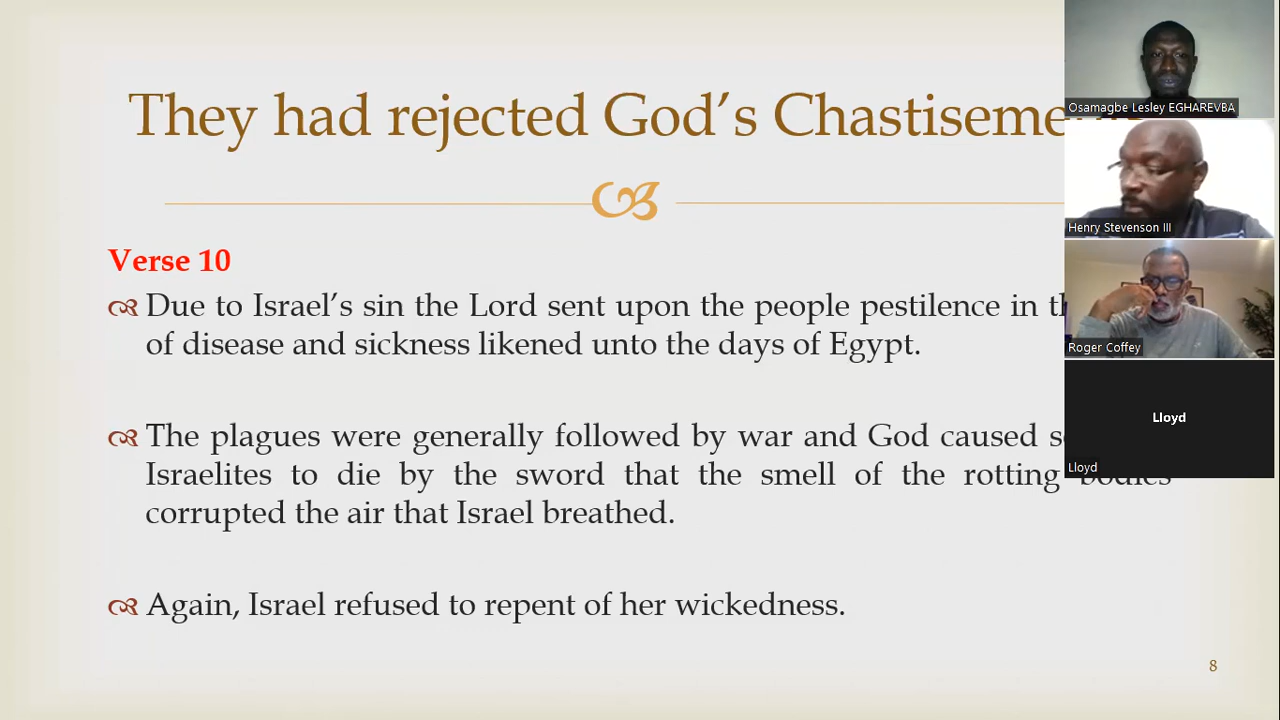 They had rejected God's
Verse 10
Due to Israel's sin the Lord sent upon the people pestilence in
of disease and sickness likened unto the days of Egypt.
The plagues were generally followed by war and God caused
Israelites to die by the sword that the smell of the rotting bodies
corrupted the air that Israel breathed.
Again, Israel refused to repent of her wickedness.
8
Osamagbe Lesley EGHAREVBA
Henry Stevenson III
Roger Coffey
Lloyd
Lloyd